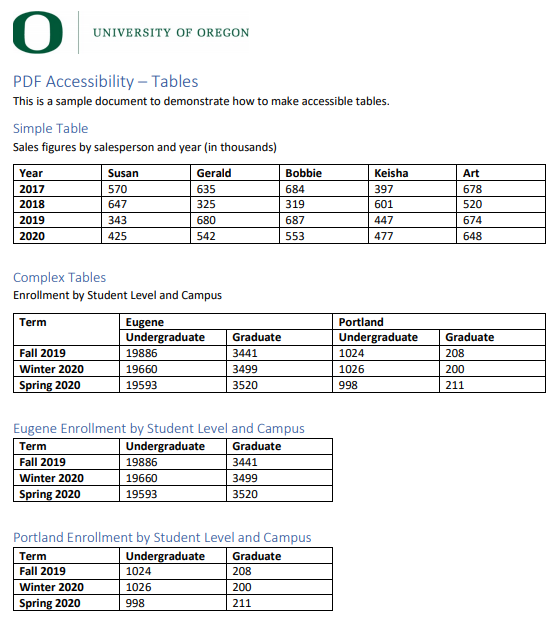 UNIVERSITY OF OREGON
PDF Accessibility – Tables
This is a sample document to demonstrate how to make accessible tables.
Simple Table
Sales figures by salesperson and year (in thousands)
Year Susan Gerald Bobbie Keisha Art
2017 570 635 684 397 678
2018 647 325 319 601 520
2019 343 680 687 447 674
2020 425 542 553 477 648
Complex Tables
Enrollment by Student Level and Campus
Term Eugene Portland
Undergraduate Graduate Undergraduate Graduate
Fall 2019 19886 3441 1024 208
Winter 2020 19660 3499 1026 200
Spring 2020 19593 3520 998 211
Eugene Enrollment by Student Level and Campus
Term Undergraduate Graduate
Fall 2019 19886 3441
Winter 2020 19660 3499
Spring 2020 19593 3520
Portland Enrollment by Student Level and Campus
Term Undergraduate Graduate
Fall 2019 1024 208
Winter 2020 1026 200
Spring 2020 998 211